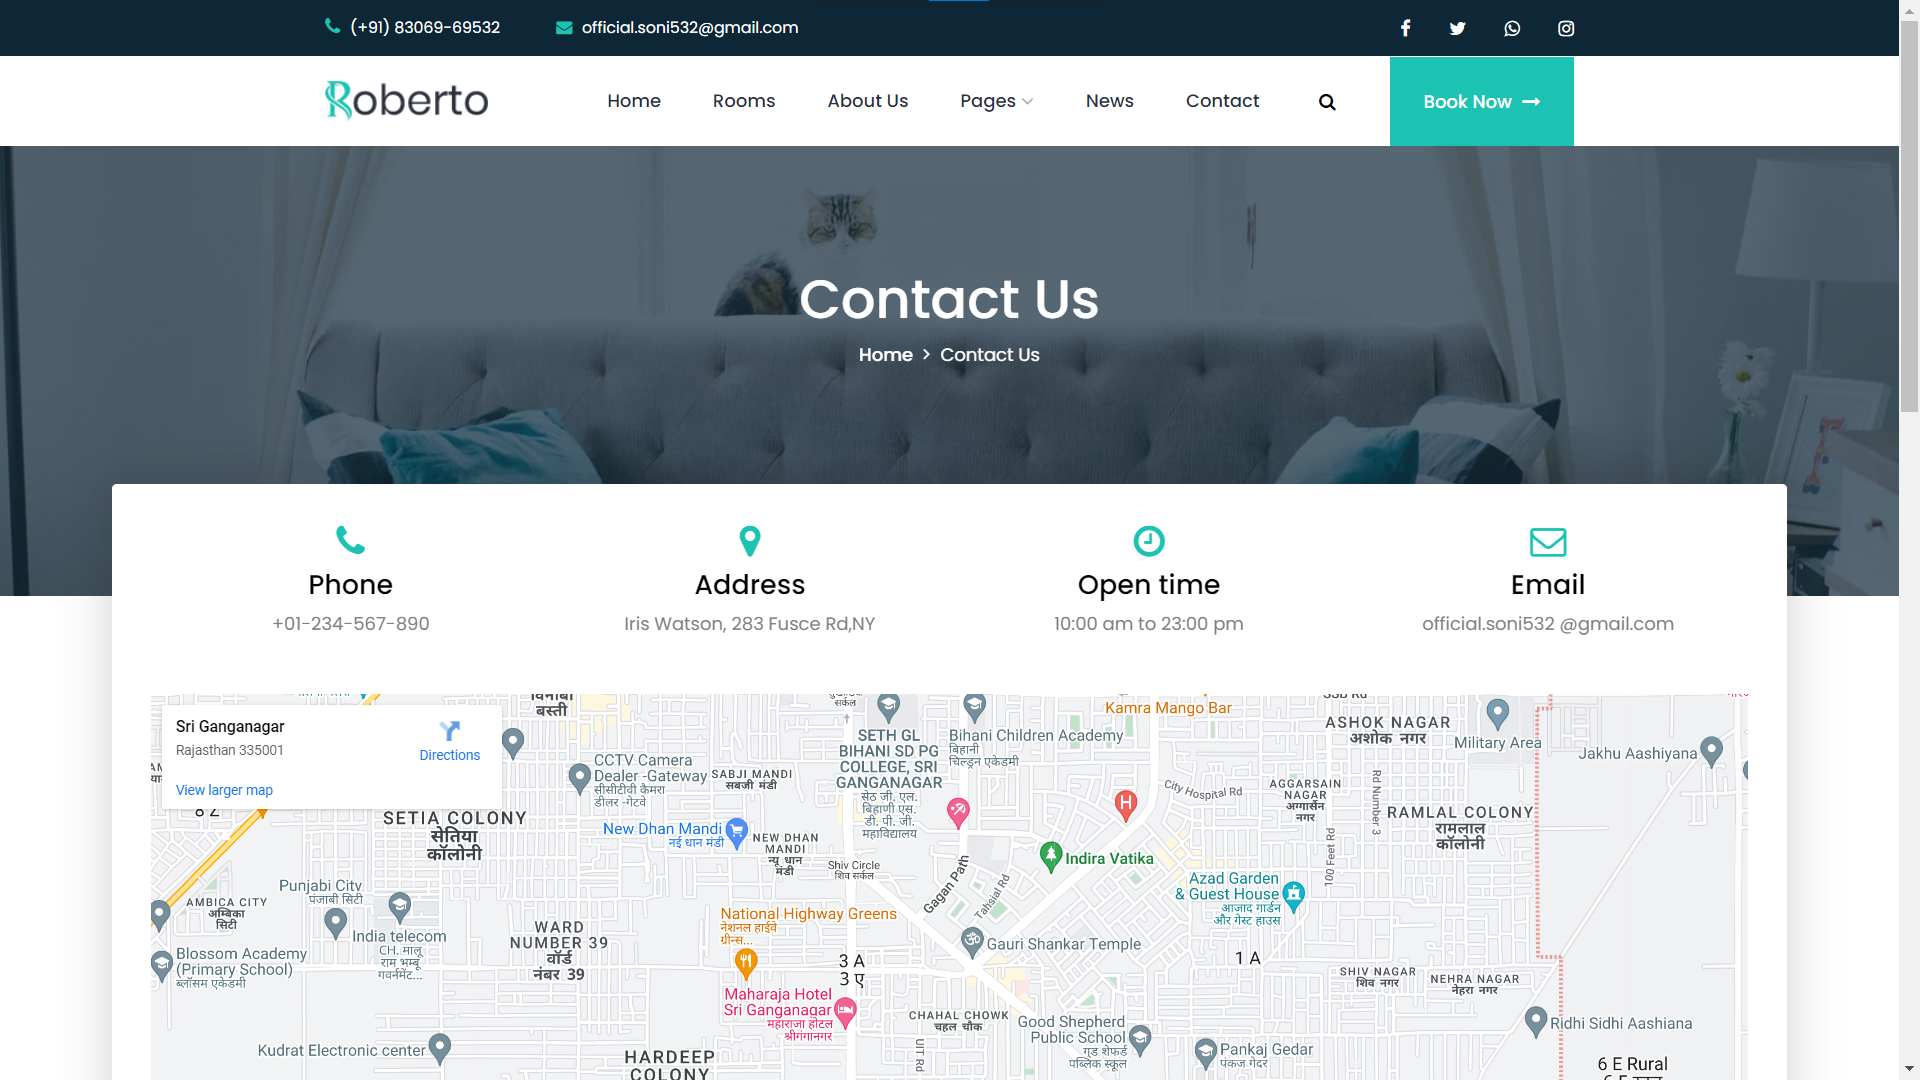 (+91) 83069-69532
official.soni532@gmail.com
Roberto
Home
Rooms
About Us
Pages
News
Contact
Book Now
Contact Us
Home
Contact Us
Phone
+01-234-567-890
Address
Iris Watson, 283 Fusce Rd,NY
Open time
10:00 am to 23:00 pm
Email
official.soni532 @gmail.com
Sri Ganganagar
Rajasthan 335001
Directions
View larger map
बस्ती
SETH GL
BIHANI SD PG
COLLEGE, SRI
GANGANAGAR
सेठ जी. एल.
बिहाणी एस.
डी. पी. जी.
महाविद्यालय
Bihani Children Academy
बिहानी
चिल्ड्रन एकेडमी
Kamra Mango Bar
SSB Rd
ASHOK NAGAR
अशोक नगर
Military Area
Jakhu Aashiyana
CCTV Camera
Dealer -Gateway
सीसीटीवी कैमरा
डीलर -गेटवे
SABJI MANDI
सबजी मंडी
City Hospital Rd
AGGARSAIN
NAGAR
अग्गार्सेन
नगर
Rd Number 3
RAMLAL COLONY
रामलाल
कॉलोनी
8 Z
SETIA COLONY
सेतिया
कॉलोनी
New Dhan Mandi
नई धान मंडी
NEW DHAN
MANDI
न्यू धान
मंडी
Shiv Circle
शिव सर्कल
Indira Vatika
100 Feet Rd
Gagan Path
Tahsial Rd
Azad Garden
& Guest House
आजाद गार्डन
और गेस्ट हाउस
Punjabi City
पंजाबी सिटी
AMBICA CITY
अम्बिका
सिटी
India telecom
CH. मालू
राम भम्बू
गवर्नमेंट...
WARD
NUMBER 39
वॉर्ड
नंबर 39
National Highway Greens
नेशनल हाईवे
ग्रीन्स...
Gauri Shankar Temple
Blossom Academy
(Primary School)
ब्लॉसम एकेडमी
3 A
3 ए
1 A
SHIV NAGAR
शिव नगर
NEHRA NAGAR
नेहरा नगर
Maharaja Hotel
Sri Ganganagar
महाराजा होटल
श्रीगंगानगर
CHAHAL CHOWK
चहल चौक
Good Shepherd
Public School
गुड शेफर्ड
पब्लिक स्कूल
Ridhi Sidhi Aashiana
Kudrat Electronic center
HARDEEP
COLONY
UIT Rd
Pankaj Gedar
पंकज गेदर
6 E Rural